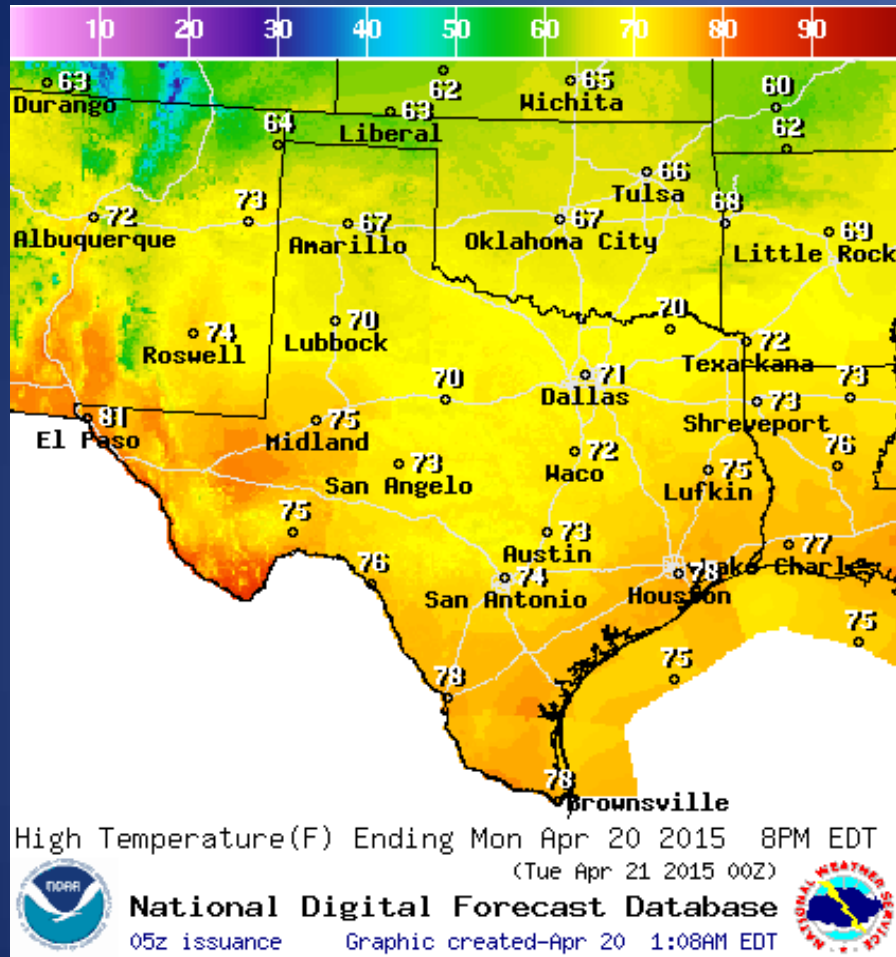 10 20 30 40 50 60 70 80 90
63 62 65 60
Durango Wichita
64 63 62
Liberal
66
Tulsa
72 73 67 67 68 69
Albuquerque Amarillo Oklahoma City Little Rock
74 70 70 72
Roswell Lubbock Texarkana
70 71 73 73
Dallas Shreveport
81 75
El Paso Midland
73 72 75 76
San Angelo Waco Lufkin
75 73 77
Austin Lake Charles
76 74 78
San Antonio Houston
75
78 75
78
Brownsville
High Temperature(F) Ending Mon Apr 20 2015 8PM EDT
(Tue Apr 21 2015 00Z)
NOAA
National Digital Forecast Database
05z issuance Graphic created-Apr 20 1:08AM EDT
NATIONAL WEATHER SERVICE